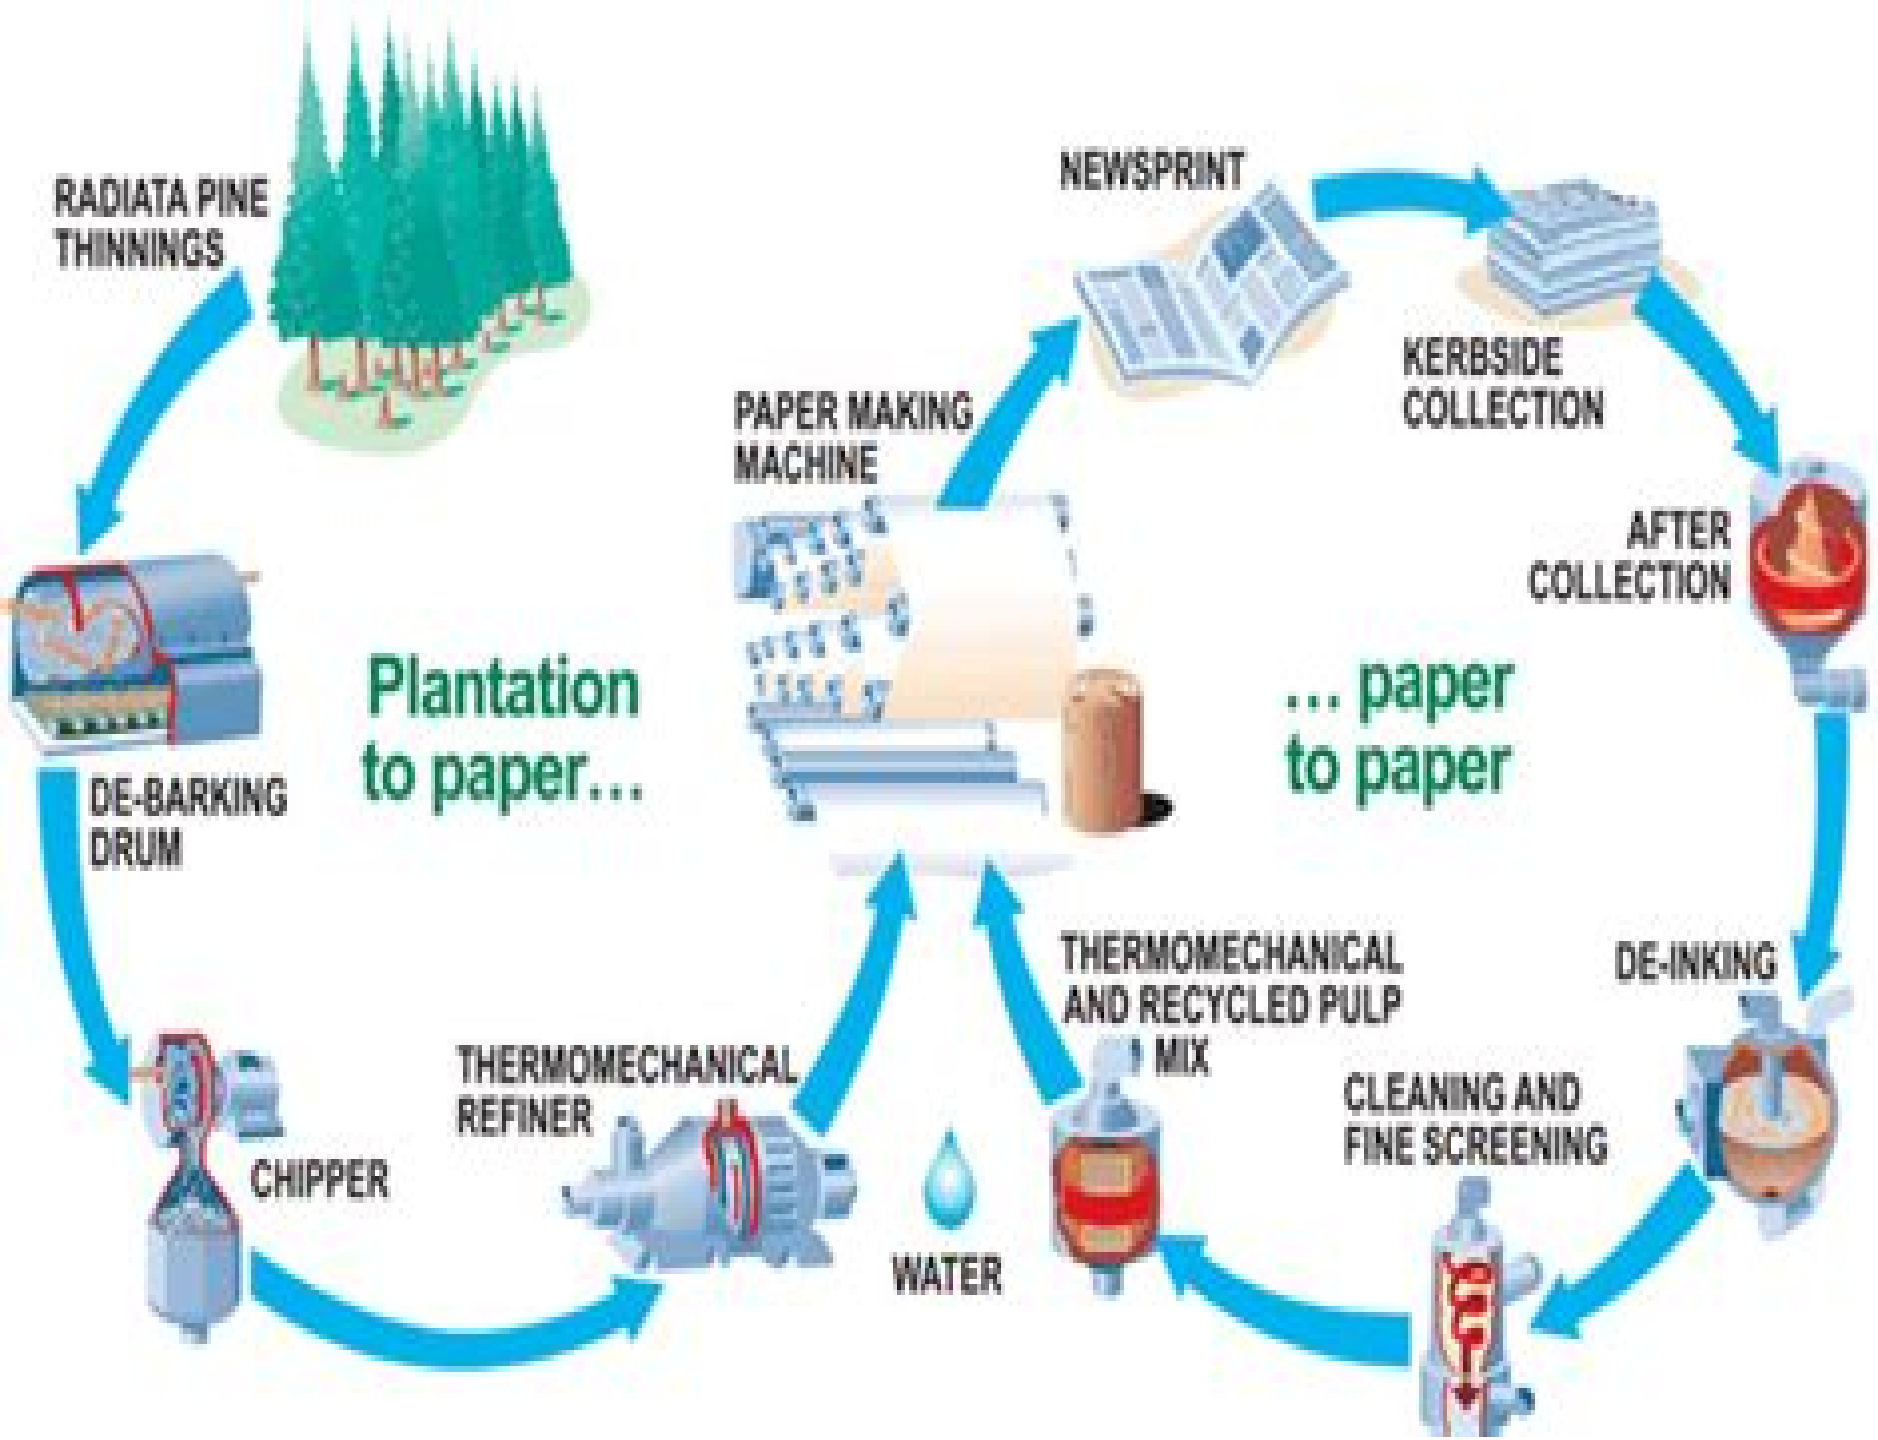 RADIATA PINE
THINNINGS
DE-BARKING
DRUM
CHIPPER
THERMOMECHANICAL
REFINER
Plantation
to paper...
WATER
PAPER MAKING
MACHINE
NEWSPRINT
KERBSIDE
COLLECTION
AFTER
COLLECTION
... paper
to paper
DE-INKING
CLEANING AND
FINE SCREENING
THERMOMECHANICAL
AND RECYCLED PULP
MIX